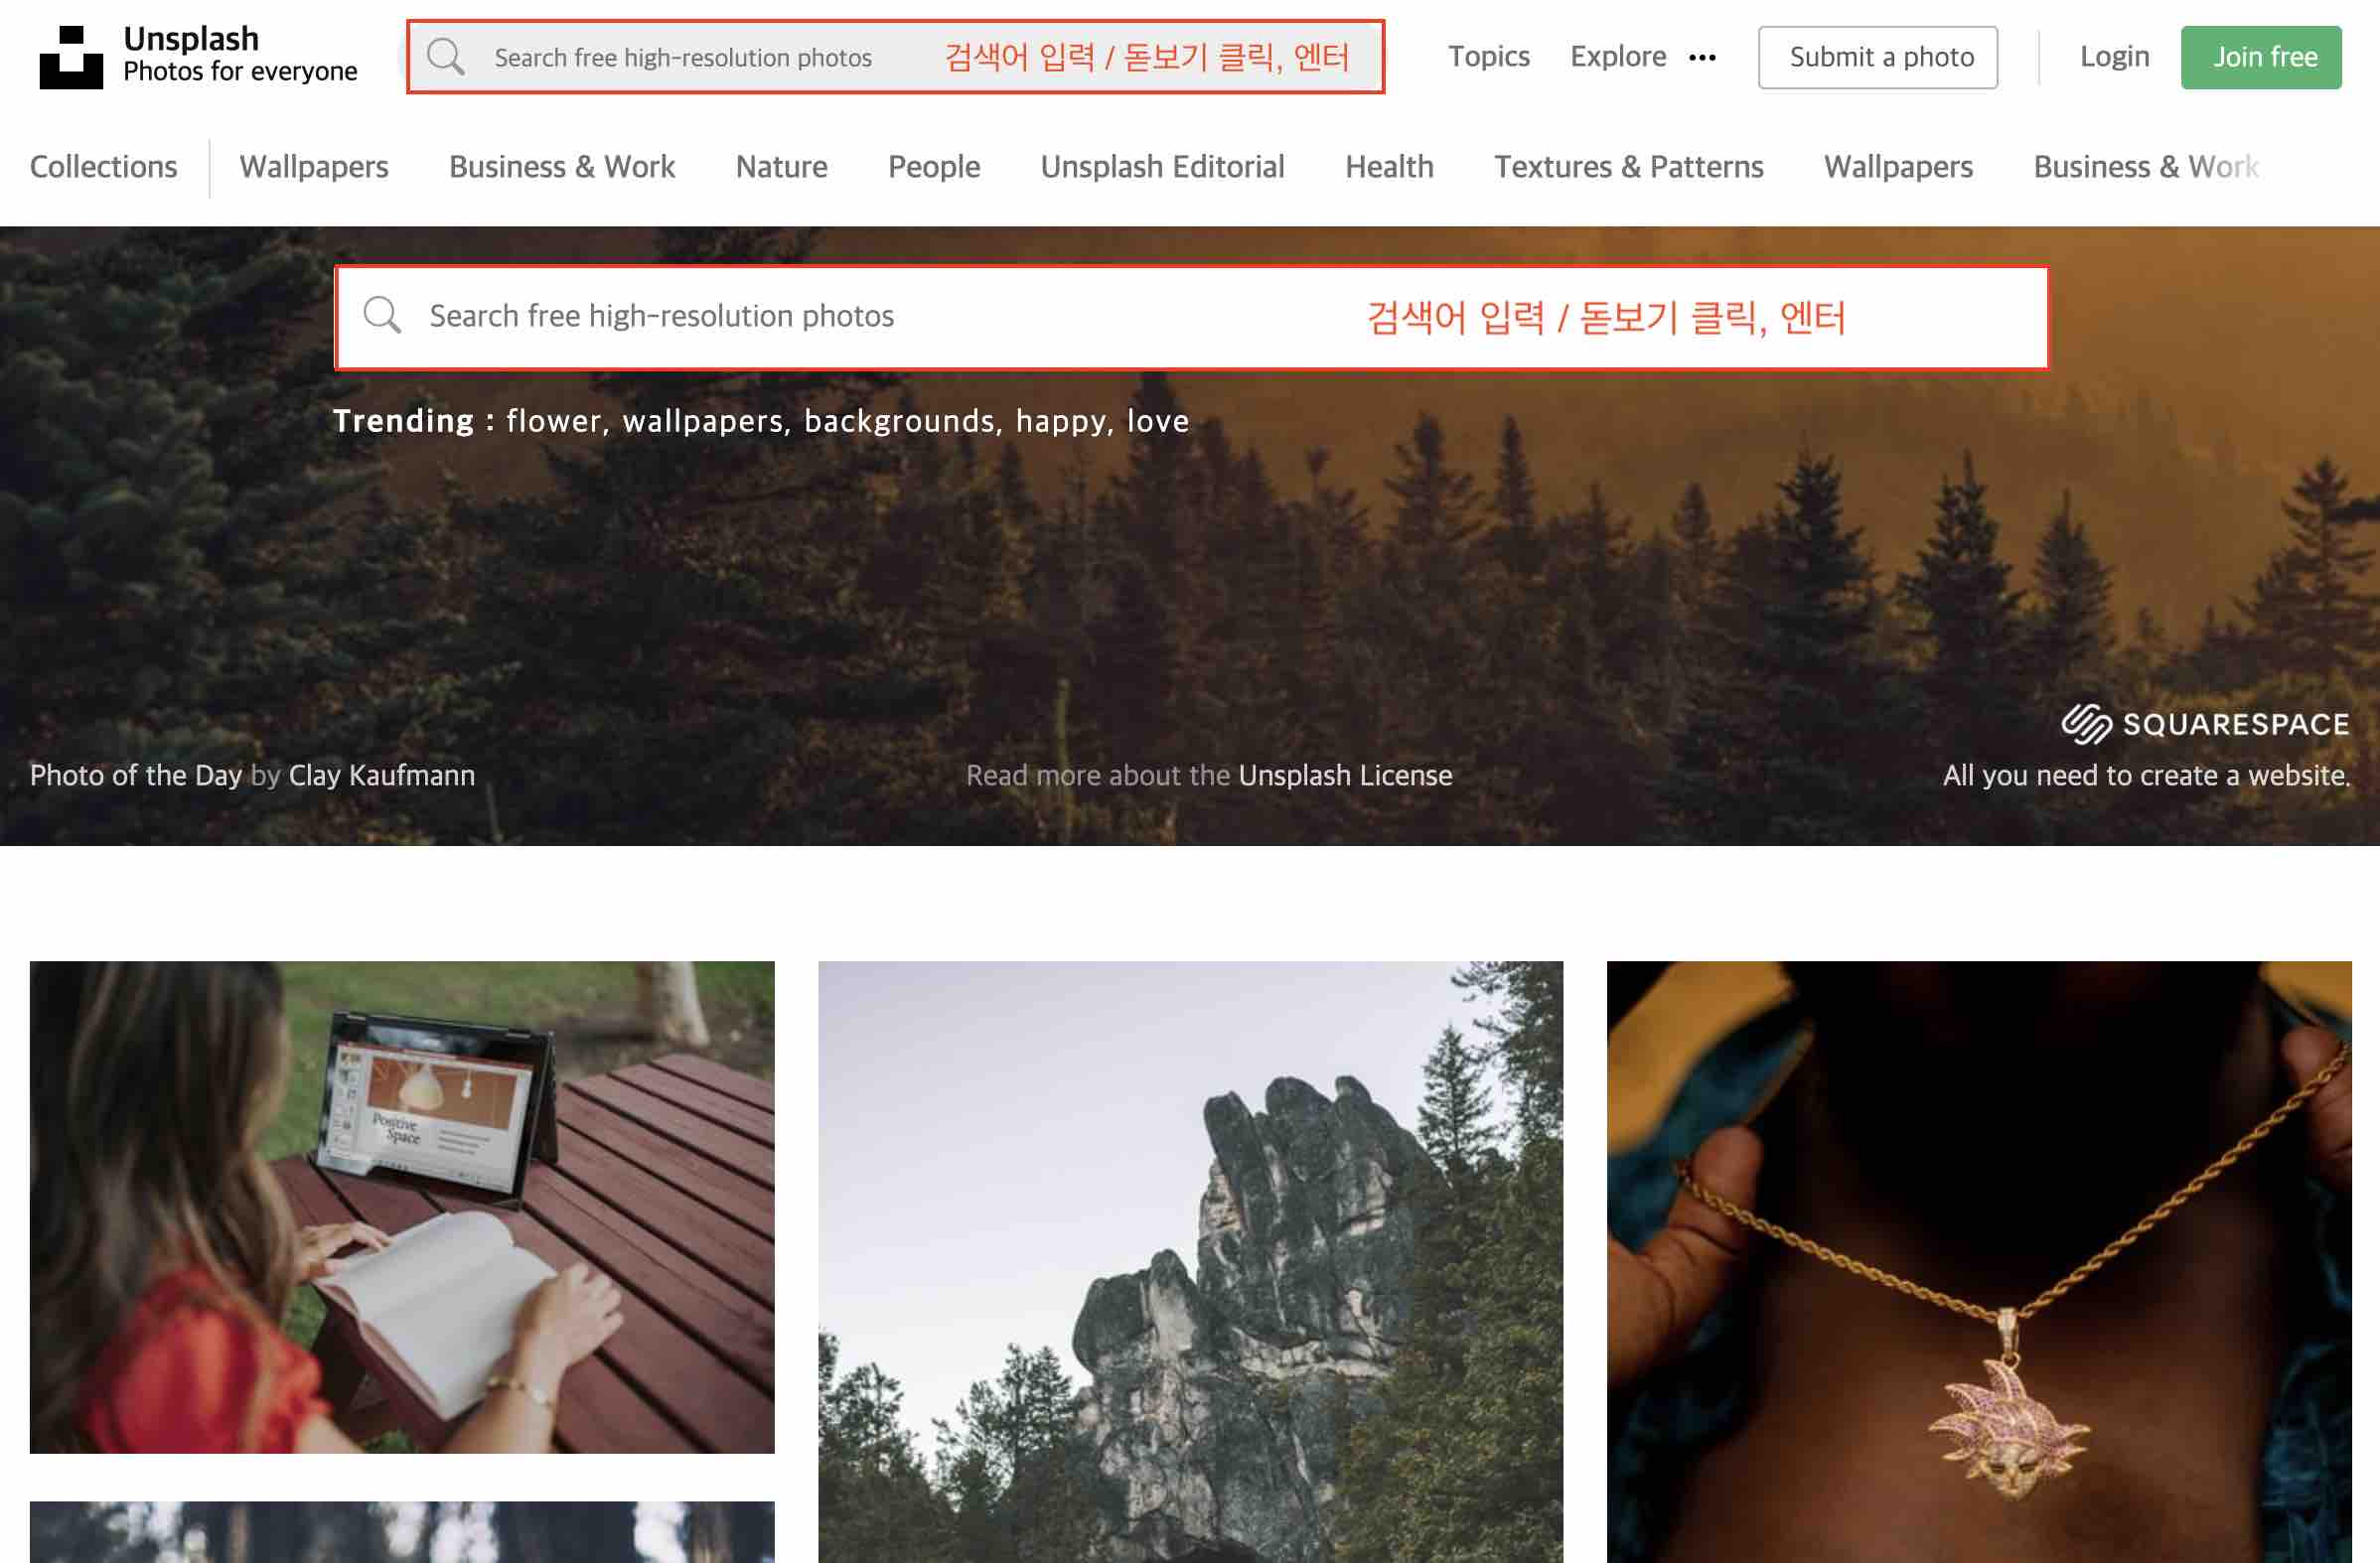 Unsplash
Photos for everyone
Search free high-resolution photos 검색어 입력 / 돋보기 클릭, 엔터
Topics Explore ••• Submit a photo Login Join free
Collections Wallpapers Business & Work Nature People Unsplash Editorial Health Textures & Patterns Wallpapers Business & Work
Search free high-resolution photos 검색어 입력 / 돋보기 클릭, 엔터
Trending : flower, wallpapers, backgrounds, happy, love
SQUARESPACE
Photo of the Day by Clay Kaufmann Read more about the Unsplash License All you need to create a website.
Positive
Space